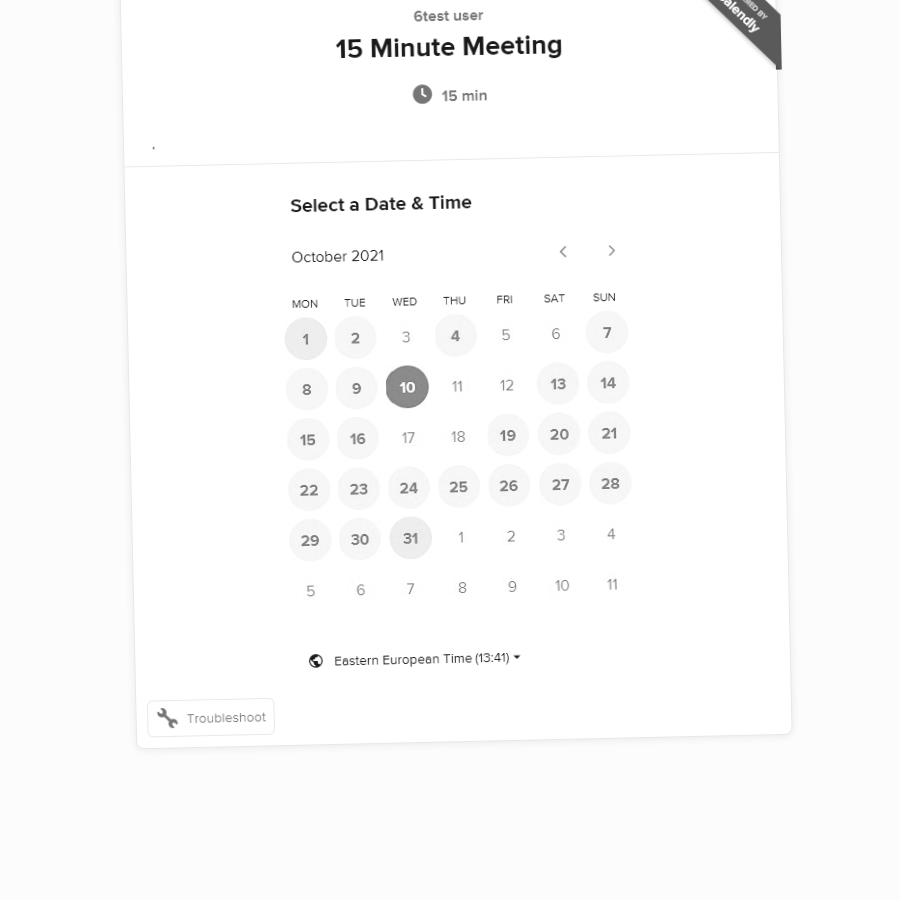 6test user
15 Minute Meeting
15 min
Select a Date & Time
October 2021
MON TUE WED THU FRI SAT SUN
1 2 3 4 5 6 7
8 9 10 11 12 13 14
15 16 17 18 19 20 21
22 23 24 25 26 27 28
29 30 31 1 2 3 4
5 6 7 8 9 10 11
Eastern European Time (13:41)
Troubleshoot